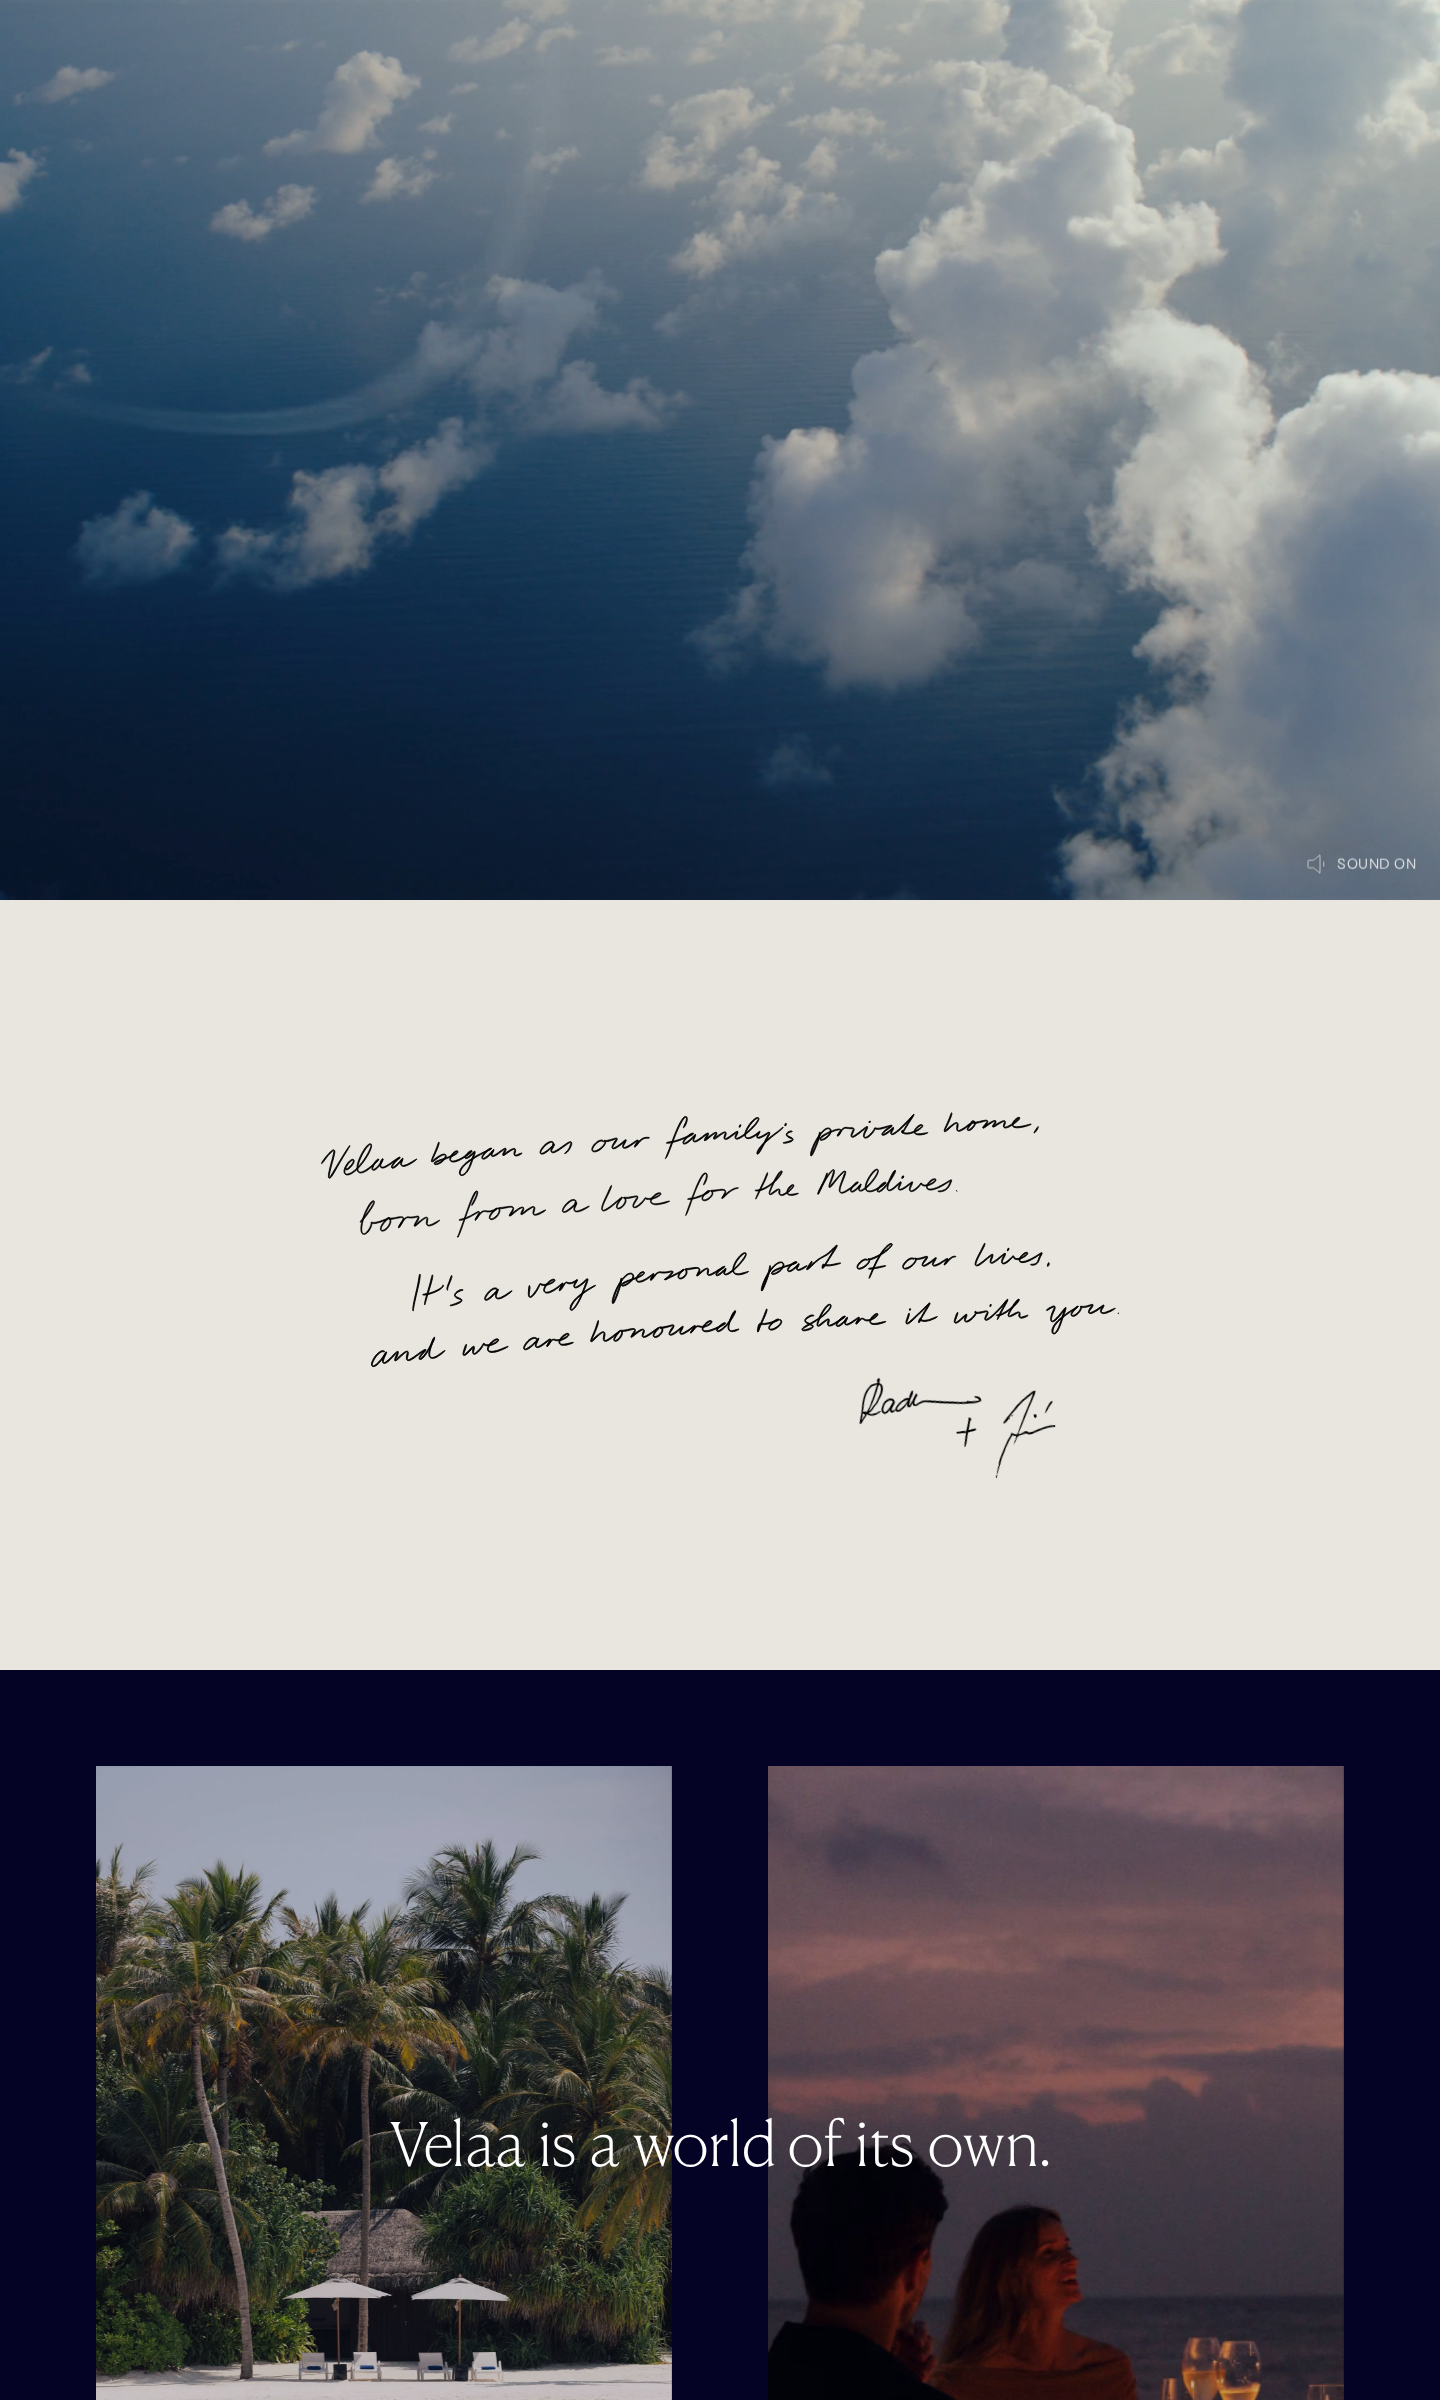 SOUND ON
Velaa began as our family's private home,
born from a love for the Maldives.
It's a very personal part of our lives,
and we are honoured to share it with you.
+
Velaa is a world of its own.